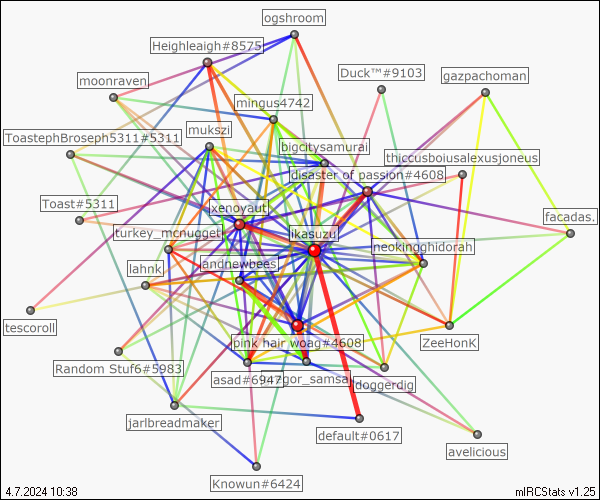 ogshroom
Heighleaigh#8575
Duck™#9103
gazpachoman
moonraven
mingus4742
mukszi
ToastephBroseph5311#5311
bigcitysamurai
thiccusboiusalexusjoneus
disaster of passion#4608
Toast#5311
xenoyaut
facadas.
turkey_mcnugget
ikasuzu
neokingghidorah
lahnk
andnewbees
tescoroll
pink hair woag#4608
ZeeHonK
Random Stuf6#5983
asad#6947
gor_samsa
doggerdig
jarlbreadmaker
default#0617
avelicious
Knowun#6424
4.7.2024 10:38
mIRCStats v1.25